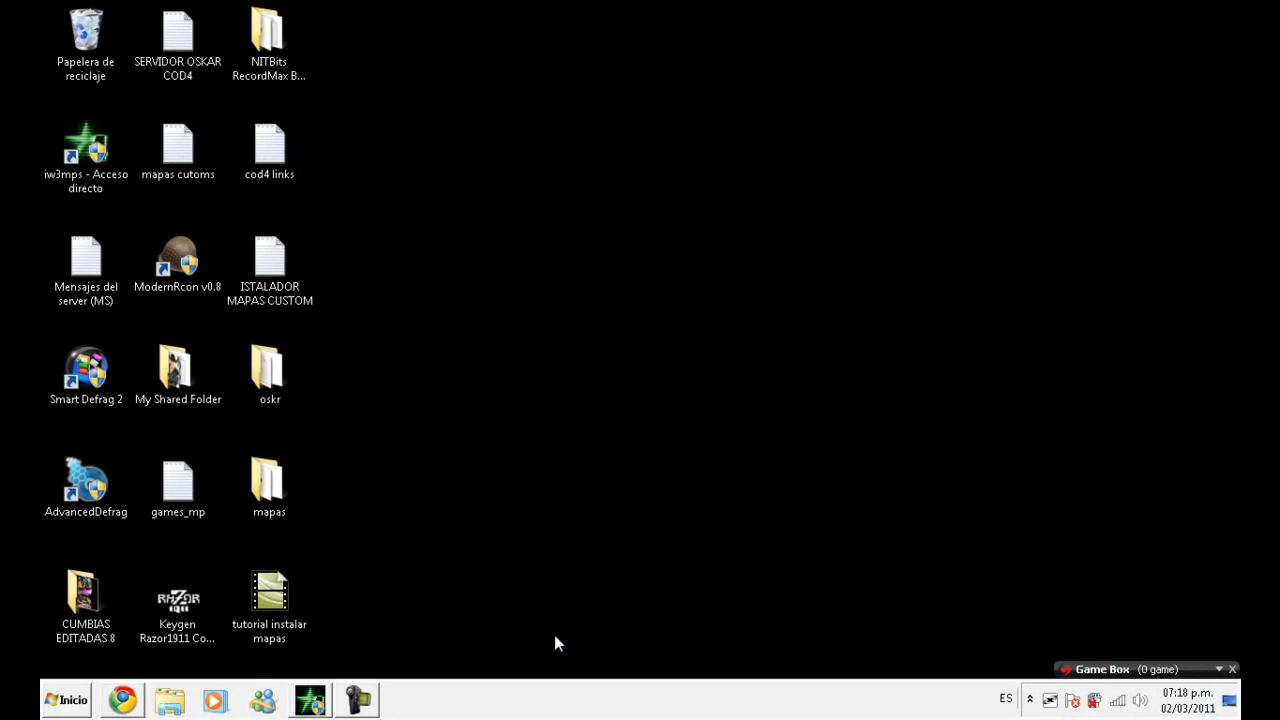 Papelera de
reciclaje
SERVIDOR OSKAR
COD4
NITBits
RecordMax B...
iw3mps - Acceso
directo
mapas cutoms
cod4 links
Mensajes del
server (MS)
ModernRcon v0.8
ISTALADOR
MAPAS CUSTOM
Smart Defrag 2
My Shared Folder
oskr
AdvancedDefrag
games_mp
mapas
CUMBIAS
EDITADAS 8
RAZOR
1911
Keygen
Razor1911 Co...
tutorial instalar
mapas
Game Box (0 game)
Inicio
ES
07:18 p.m.
02/03/2011